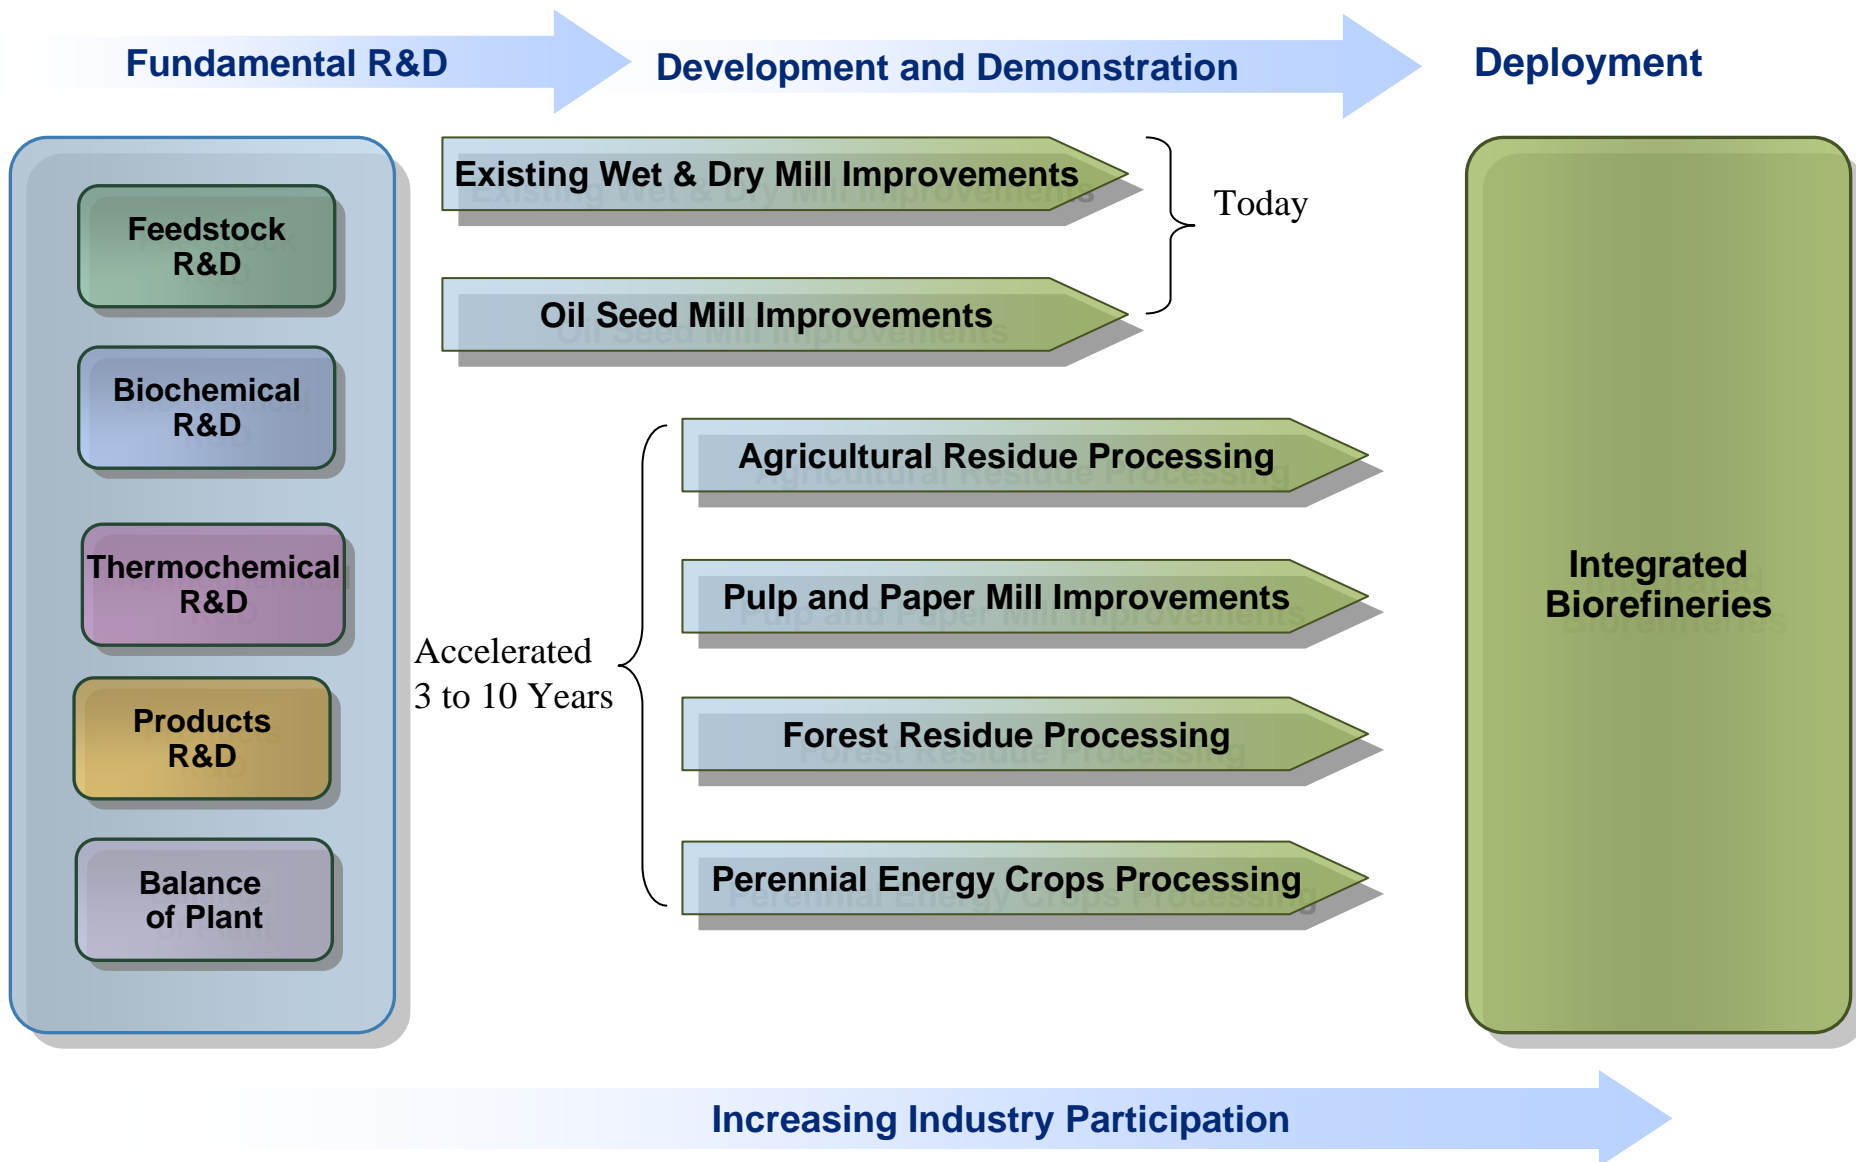 Fundamental R&D
Development and Demonstration
Deployment
Feedstock
R&D
Biochemical
R&D
Thermochemical
R&D
Products
R&D
Balance
of Plant
Existing Wet & Dry Mill Improvements
Oil Seed Mill Improvements
Today
Accelerated
3 to 10 Years
Agricultural Residue Processing
Pulp and Paper Mill Improvements
Forest Residue Processing
Perennial Energy Crops Processing
Integrated
Biorefineries
Increasing Industry Participation